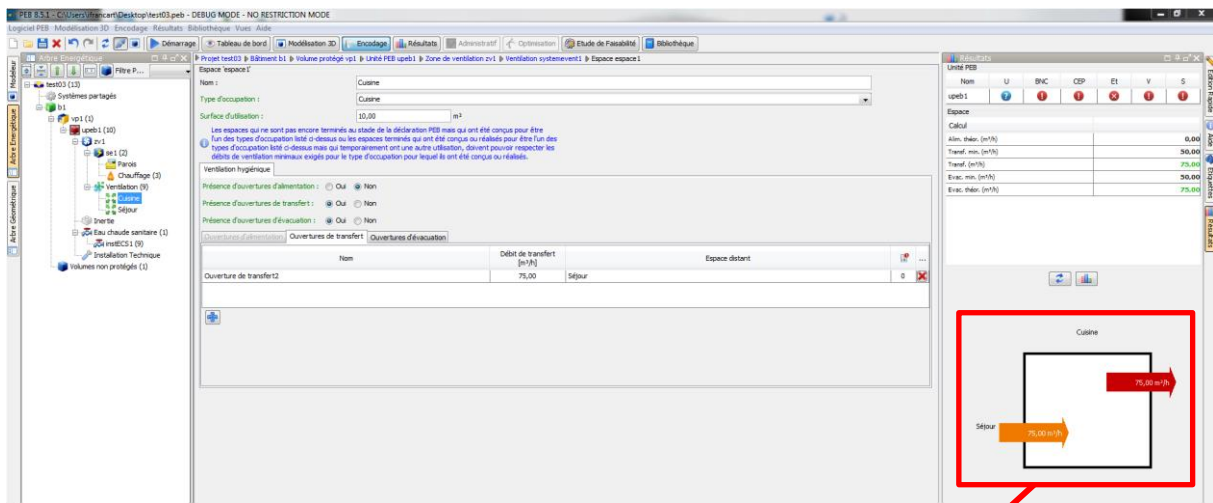 PEB 8.5.1 - C:\Users\ifrancart\Desktop\test03.peb - DEBUG MODE - NO RESTRICTION MODE
Logiciel PEB Modélisation 3D Encodage Résultats Bibliothèque Vues Aide
Démarrage Tableau de bord Modélisation 3D Encodage Résultats Administratif Optimisation Etude de Faisabilité Bibliothèque
Modeleur
Arbre Energétique
Arbre Géométrique
Arbre Energétique
Filtre P...
test03 (13)
Systèmes partagés
b1
vp1 (1)
upeb1 (10)
zv1
se1 (2)
Parois
Chauffage (3)
Ventilation (9)
Cuisine
Séjour
Inertie
Eau chaude sanitaire (1)
instECS1 (9)
Installation Technique
Volumes non protégés (1)
Projet test03 Bâtiment b1 Volume protégé vp1 Unité PEB upeb1 Zone de ventilation zv1 Ventilation systemevent1 Espace espace1
Espace 'espace1'
Nom : Cuisine
Type d'occupation : Cuisine
Surface d'utilisation : 10,00 m²
Les espaces qui ne sont pas encore terminés au stade de la déclaration PEB mais qui ont été conçus pour être
l'un des types d'occupation listé ci-dessus ou les espaces terminés qui ont été conçus ou réalisés pour être l'un des
types d'occupation listé ci-dessus mais qui temporairement ont une autre utilisation, doivent pouvoir respecter les
débits de ventilation minimaux exigés pour le type d'occupation pour lequel ils ont été conçus ou réalisés.
Ventilation hygiénique
Présence d'ouvertures d'alimentation : Oui Non
Présence d'ouvertures de transfert : Oui Non
Présence d'ouvertures d'évacuation : Oui Non
Ouvertures d'alimentation Ouvertures de transfert Ouvertures d'évacuation
Nom Débit de transfert [m³/h] Espace distant ...
Ouverture de transfert2 75,00 Séjour 0
Résultats
Unité PEB
Nom U BNC CEP Et V S
upeb1
Espace
Calcul
Alim. théor. (m³/h) 0,00
Transf. min. (m³/h) 50,00
Transf. (m³/h) 75,00
Evac. min. (m³/h) 50,00
Evac. théor. (m³/h) 75,00
Cuisine
75,00 m³/h
Séjour
75,00 m³/h
Edition Rapide
Aide
Etiquettes
Résultats